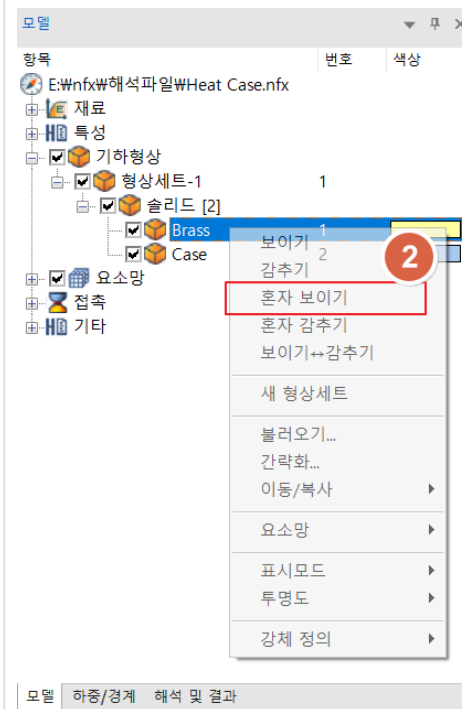 모델
항목 번호 색상
E:₩nfx₩해석파일₩Heat Case.nfx
재료
특성
기하형상
형상세트-1 1
솔리드 [2]
Brass 1
Case 2
요소망
접촉
기타
보이기
감추기
2
혼자 보이기
혼자 감추기
보이기↔감추기
새 형상세트
불러오기...
간략화...
이동/복사
요소망
표시모드
투명도
강체 정의
모델 하중/경계 해석 및 결과